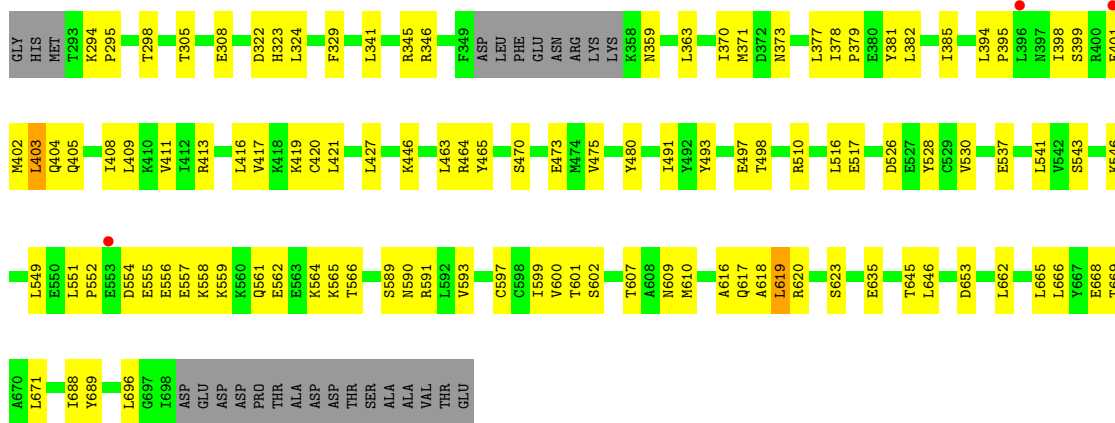 GLY HIS MET T293 K294 P295 T298 T305 E308 D322 H323 L324 F329 L341 R345 R346 F349 ASP LEU PHE GLU ASN ARG LYS LYS K358 N359 L363 I370 M371 D372 N373 L377 I378 P379 E380 Y381 L382 I385 L394 P395 L396 N397 I398 S399 R400 E401
M402 L403 Q404 Q405 I408 L409 K410 V411 I412 R413 L416 V417 K418 K419 C420 L421 L427 K446 L463 R464 Y465 S470 E473 M474 V475 Y480 I491 Y492 Y493 E497 T498 R510 L516 E517 D526 E527 Y528 C529 V530 E537 L541 V542 S543 K546
L549 E550 L551 P552 E553 D554 E555 E556 E557 K558 K559 K560 Q561 E562 E563 K564 K565 T566 S589 N590 R591 L592 V593 C597 C598 I599 V600 T601 S602 T607 A608 N609 M610 A616 Q617 A618 L619 R620 S623 E635 T645 L646 D653 L662 L665 L666 Y667 E668 T669
A670 L671 I688 Y689 L696 G697 I698 ASP GLU ASP ASP PRO THR ALA ASP ASP THR SER ALA ALA VAL THR GLU